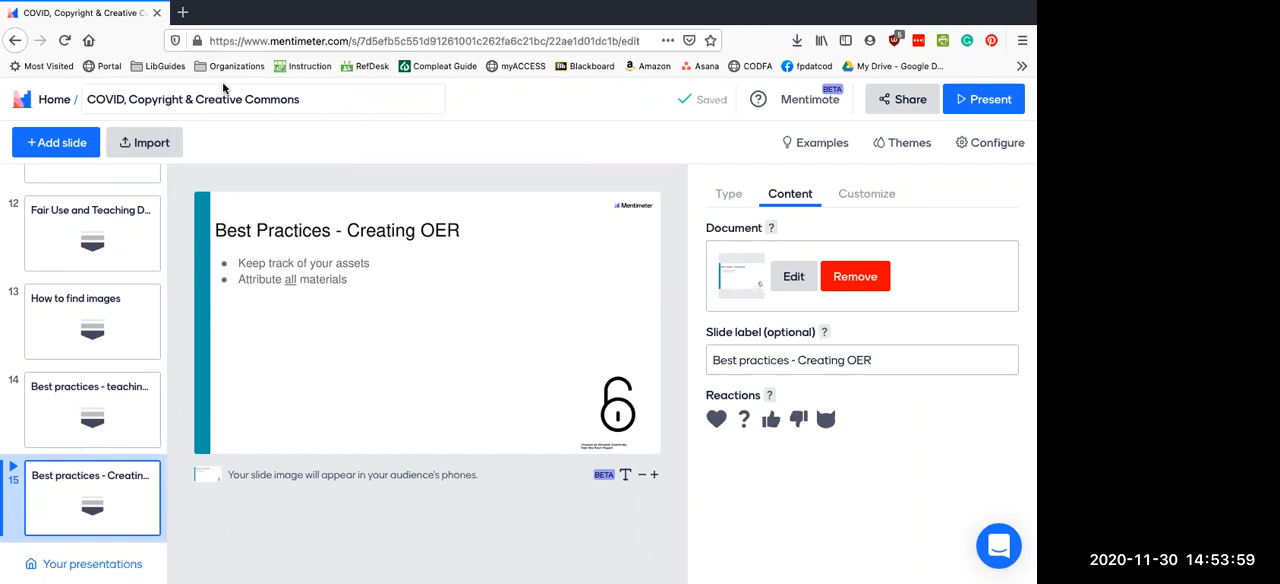 COVID, Copyright & Creative C
https://www.mentimeter.com/s/7d5efb5c551d91261001c262fa6c21bc/22ae1d01dc1b/edit
5
Most Visited Portal LibGuides Organizations Instruction RefDesk Compleat Guide myACCESS Bb Blackboard Amazon Asana CODFA fpdatcod My Drive - Google D...
Home / COVID, Copyright & Creative Commons
Saved
BETA
Mentimote
Share
Present
+ Add slide
Import
Examples
Themes
Configure
12
Fair Use and Teaching D...
13
How to find images
14
Best practices - teachin...
15
Best practices - Creatin...
Your presentations
Mentimeter
Best Practices - Creating OER
● Keep track of your assets
● Attribute all materials
Your slide image will appear in your audience's phones.
BETA T − +
Type Content Customize
Document ?
Edit
Remove
Slide label (optional) ?
Best practices - Creating OER
Reactions ?
?
2020-11-30 14:53:59